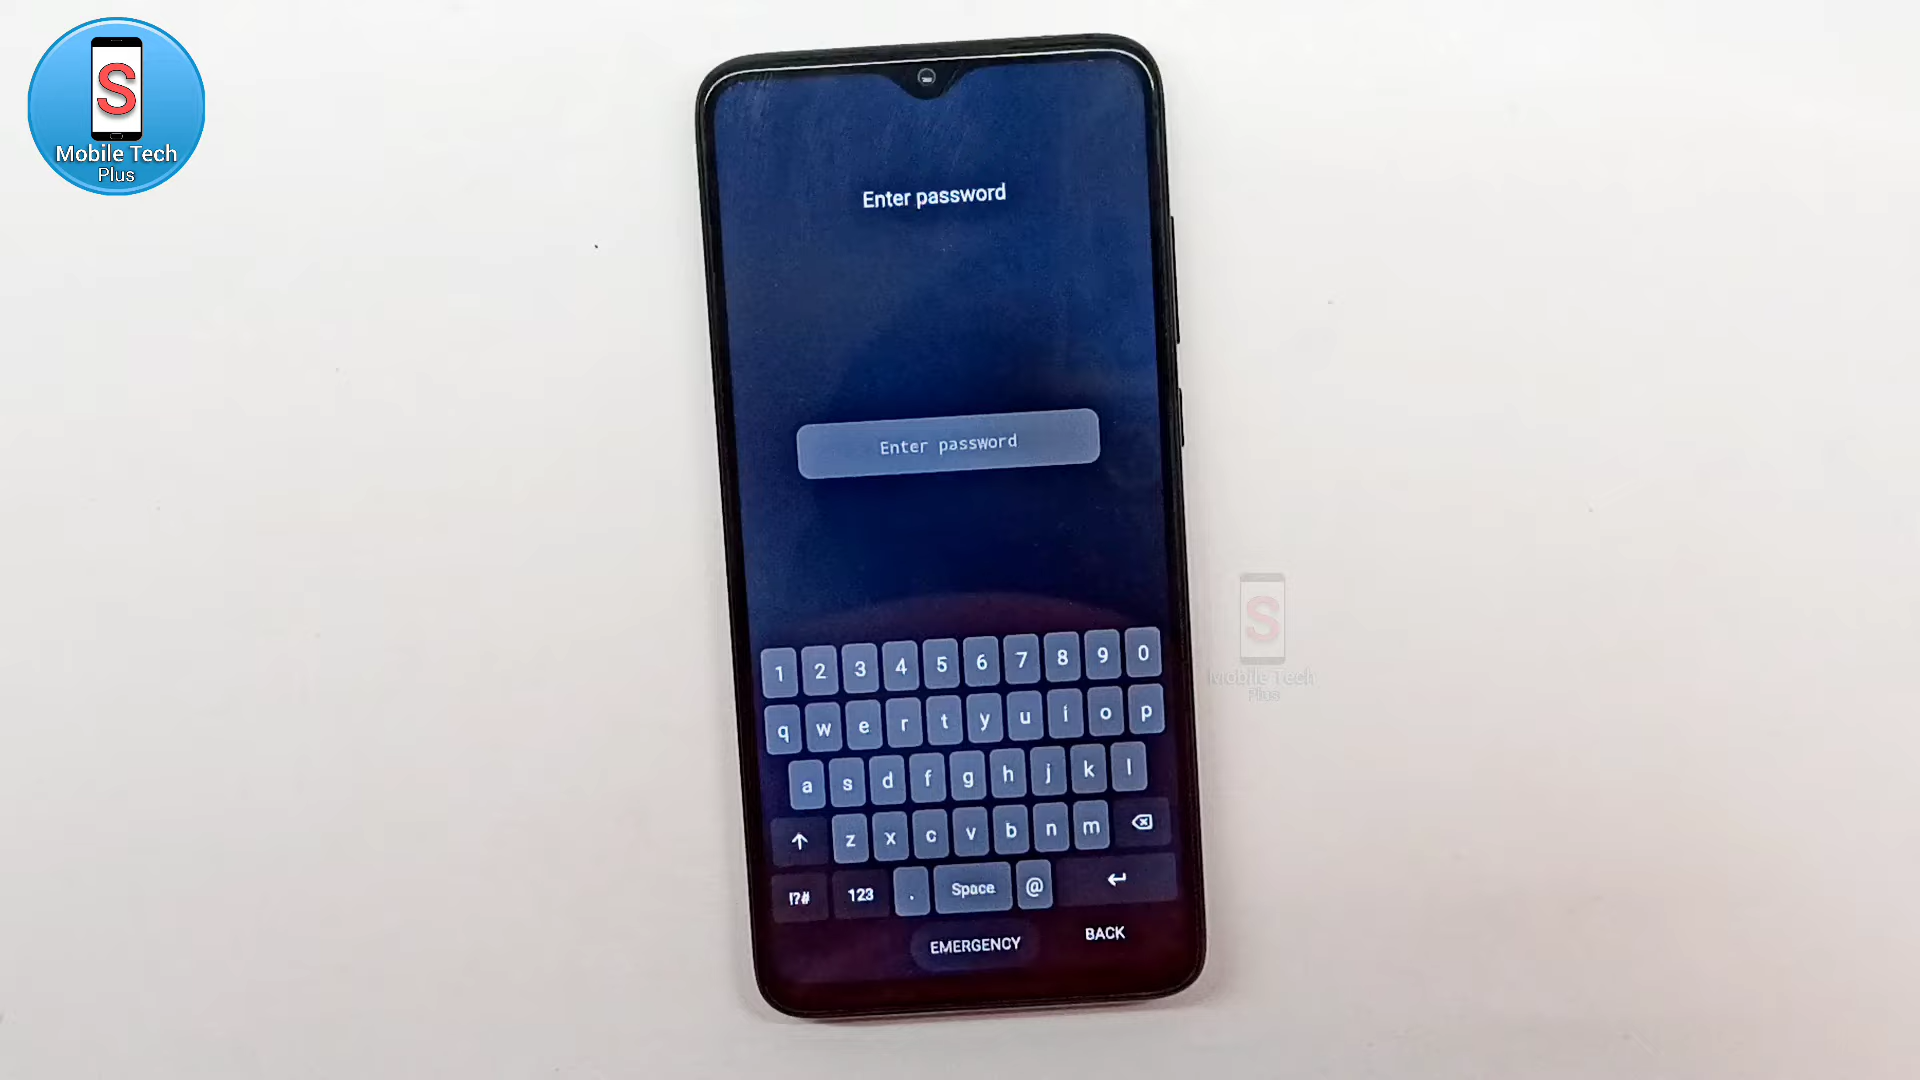 S
Mobile Tech
Plus
Enter password
Enter password
1 2 3 4 5 6 7 8 9 0
q w e r t y u i o p
a s d f g h j k l
z x c v b n m
!?# 123 . Space @
EMERGENCY BACK
S
Mobile Tech
Plus